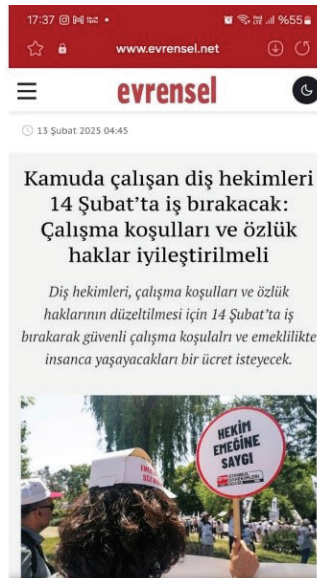 17:37
%55
www.evrensel.net
evrensel
13 Şubat 2025 04:45
Kamuda çalışan diş hekimleri
14 Şubat'ta iş bırakacak:
Çalışma koşulları ve özlük
haklar iyileştirilmeli
Diş hekimleri, çalışma koşulları ve özlük
haklarının düzeltilmesi için 14 Şubat'ta iş
bırakarak güvenli çalışma koşulalrı ve emeklilikte
insanca yaşayacakları bir ücret isteyecek.
HEKİM
EMEĞİNE
SAYGI